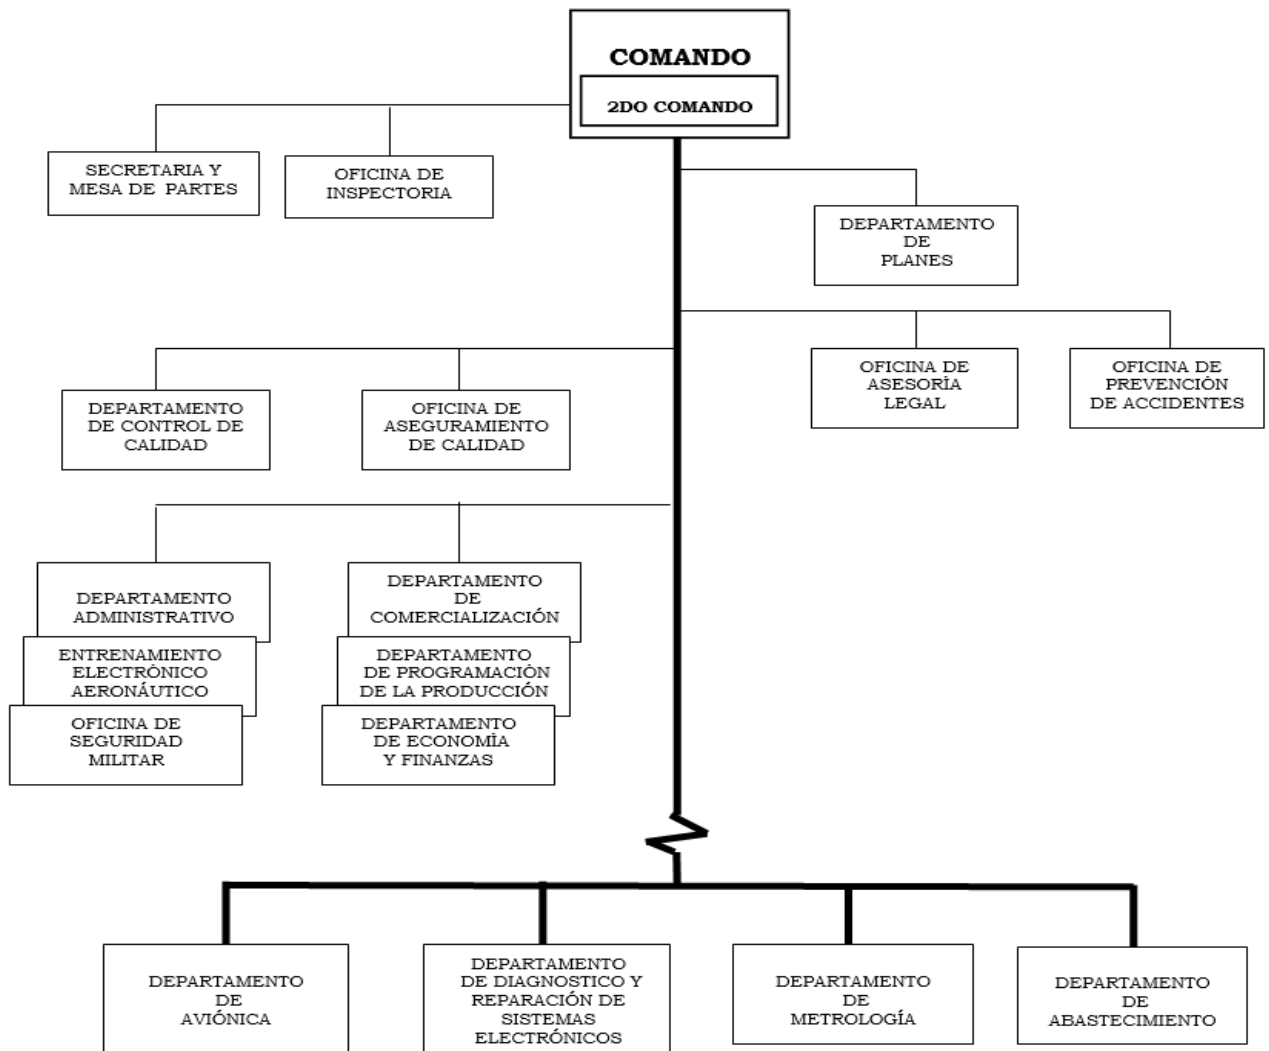 COMANDO
2DO COMANDO
SECRETARIA Y
MESA DE PARTES
OFICINA DE
INSPECTORIA
DEPARTAMENTO
DE
PLANES
OFICINA DE
ASESORÍA
LEGAL
OFICINA DE
PREVENCIÓN
DE ACCIDENTES
DEPARTAMENTO
DE CONTROL DE
CALIDAD
OFICINA DE
ASEGURAMIENTO
DE CALIDAD
DEPARTAMENTO
ADMINISTRATIVO
ENTRENAMIENTO
ELECTRÓNICO
AERONÁUTICO
OFICINA DE
SEGURIDAD
MILITAR
DEPARTAMENTO
DE
COMERCIALIZACIÓN
DEPARTAMENTO
DE PROGRAMACIÓN
DE LA PRODUCCIÓN
DEPARTAMENTO
DE ECONOMÍA
Y FINANZAS
DEPARTAMENTO
DE
AVIÓNICA
DEPARTAMENTO
DE DIAGNOSTICO Y
REPARACIÓN DE
SISTEMAS
ELECTRÓNICOS
DEPARTAMENTO
DE
METROLOGÍA
DEPARTAMENTO
DE
ABASTECIMIENTO